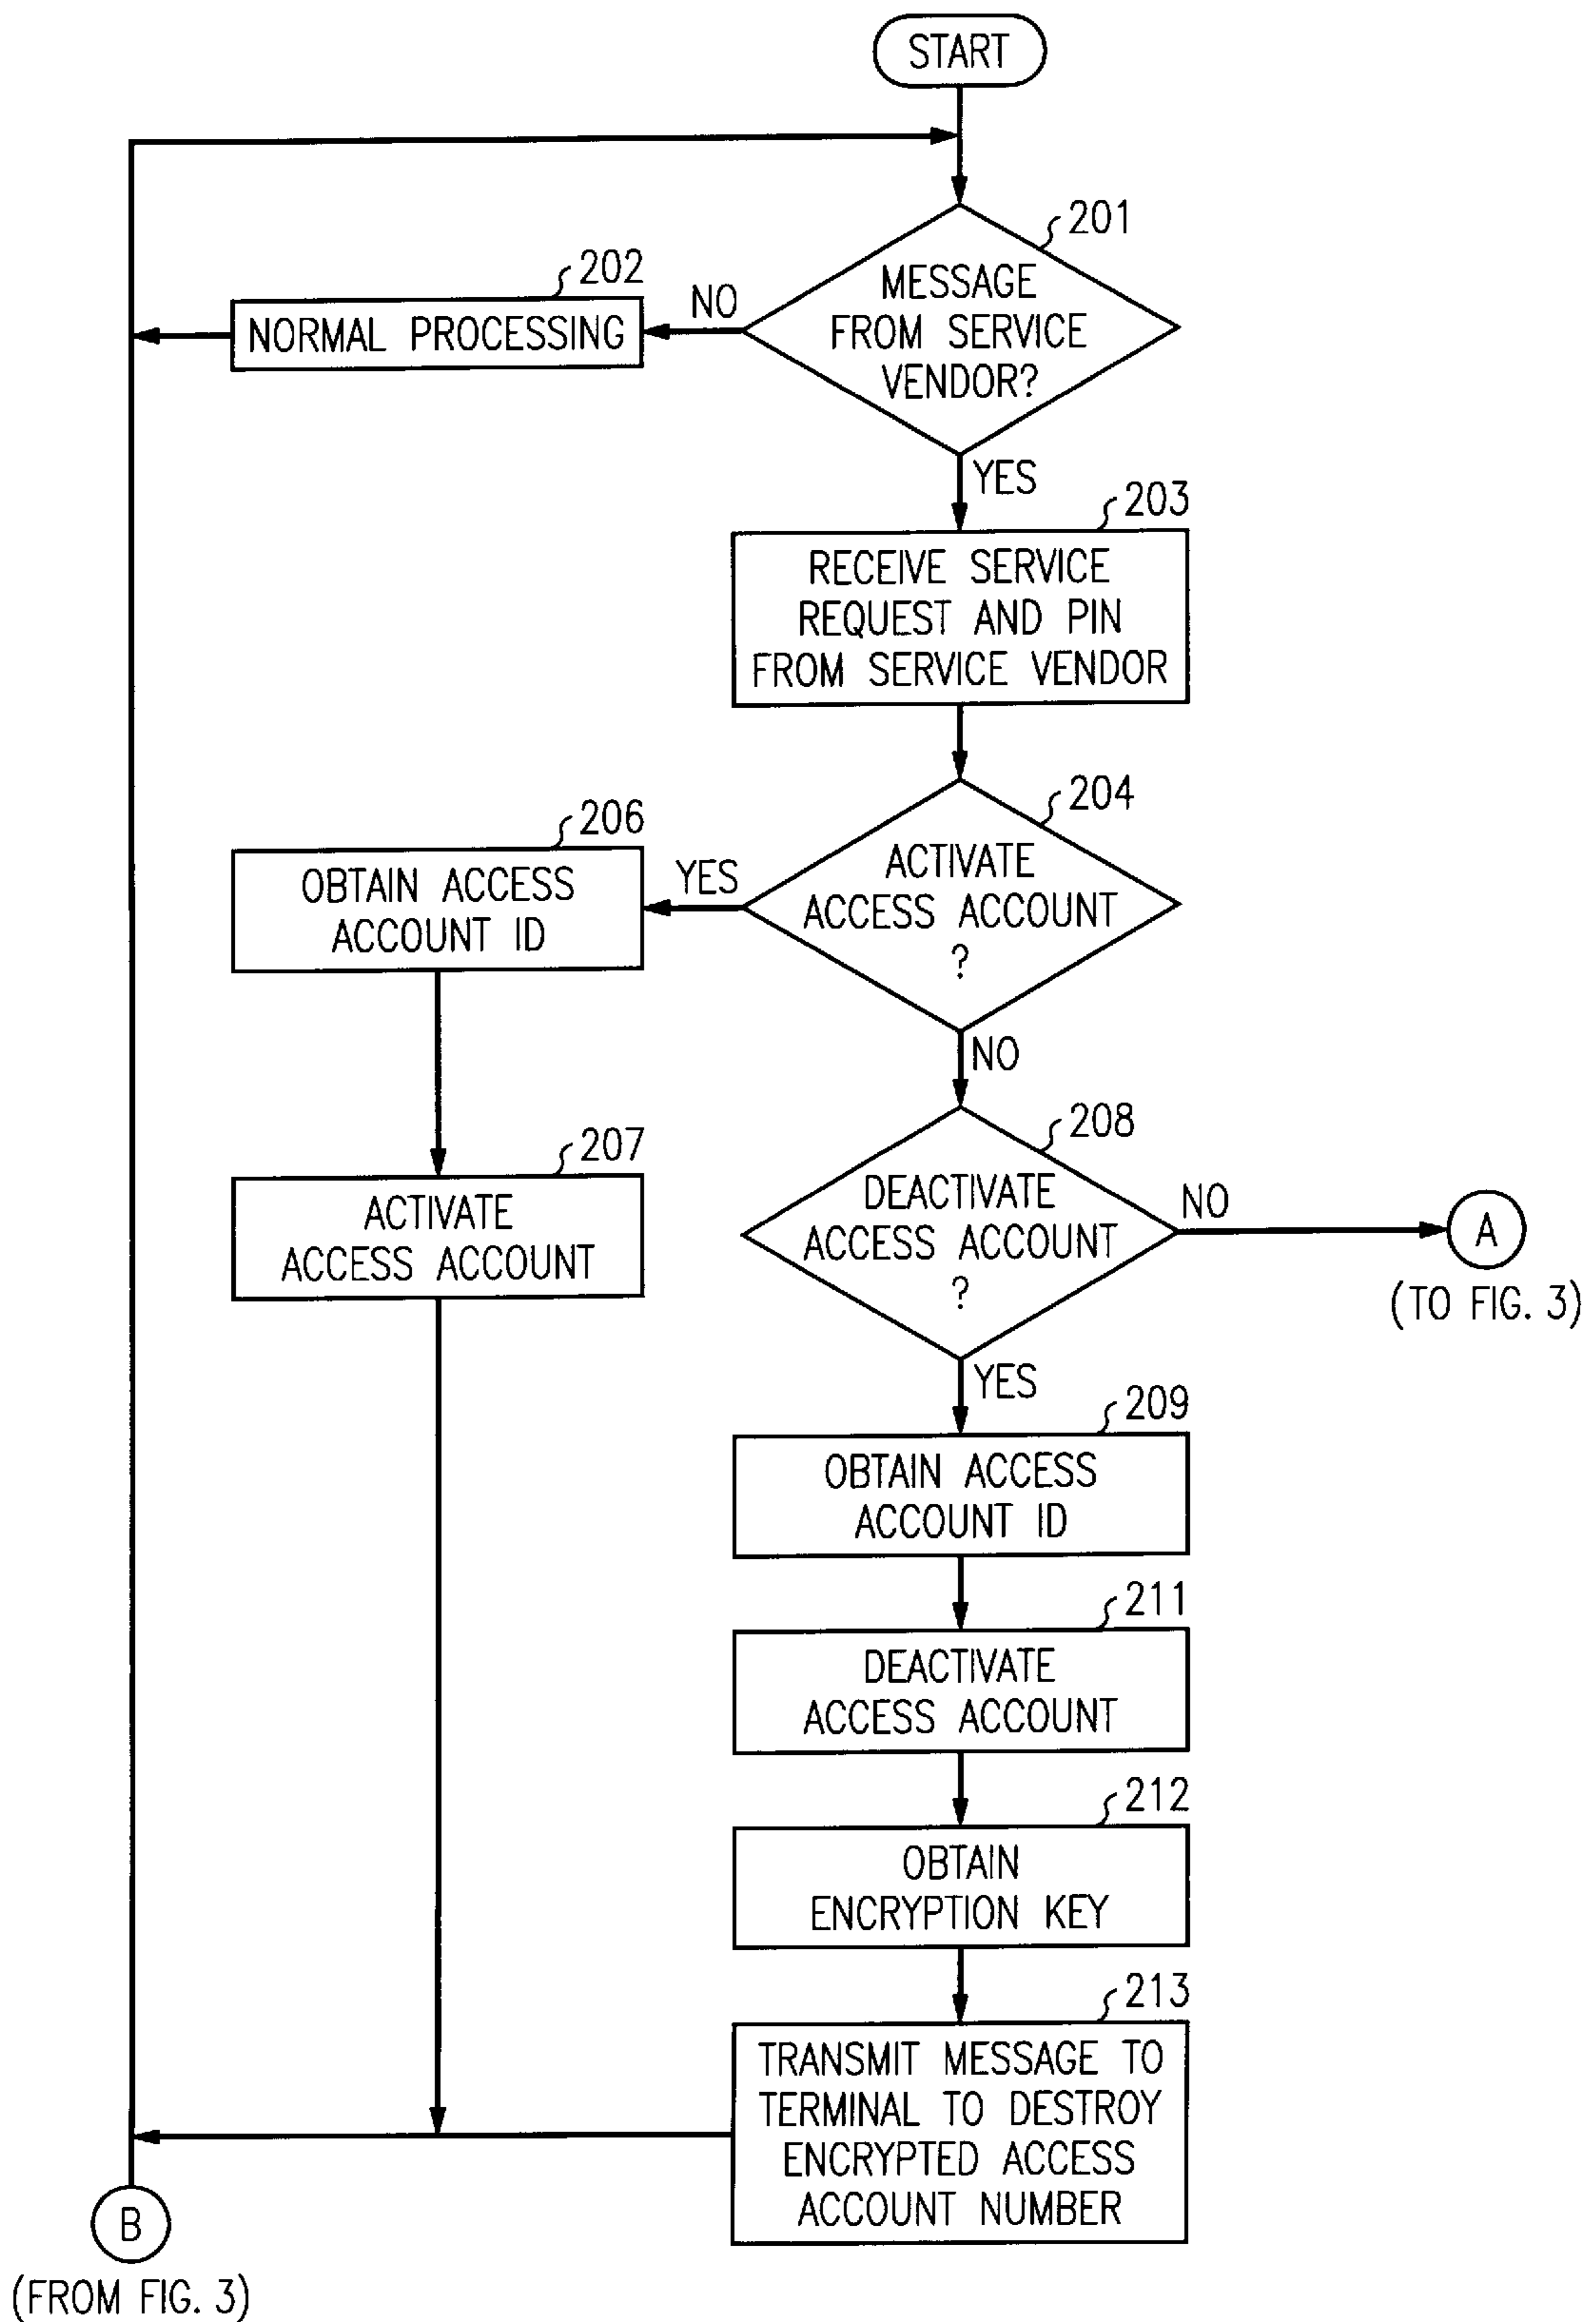 START
201
MESSAGE
FROM SERVICE
VENDOR?
NO
202
NORMAL PROCESSING
YES
203
RECEIVE SERVICE
REQUEST AND PIN
FROM SERVICE VENDOR
204
ACTIVATE
ACCESS ACCOUNT
?
YES
206
OBTAIN ACCESS
ACCOUNT ID
207
ACTIVATE
ACCESS ACCOUNT
NO
208
DEACTIVATE
ACCESS ACCOUNT
?
NO
A
(TO FIG. 3)
YES
209
OBTAIN ACCESS
ACCOUNT ID
211
DEACTIVATE
ACCESS ACCOUNT
212
OBTAIN
ENCRYPTION KEY
213
TRANSMIT MESSAGE TO
TERMINAL TO DESTROY
ENCRYPTED ACCESS
ACCOUNT NUMBER
B
(FROM FIG. 3)